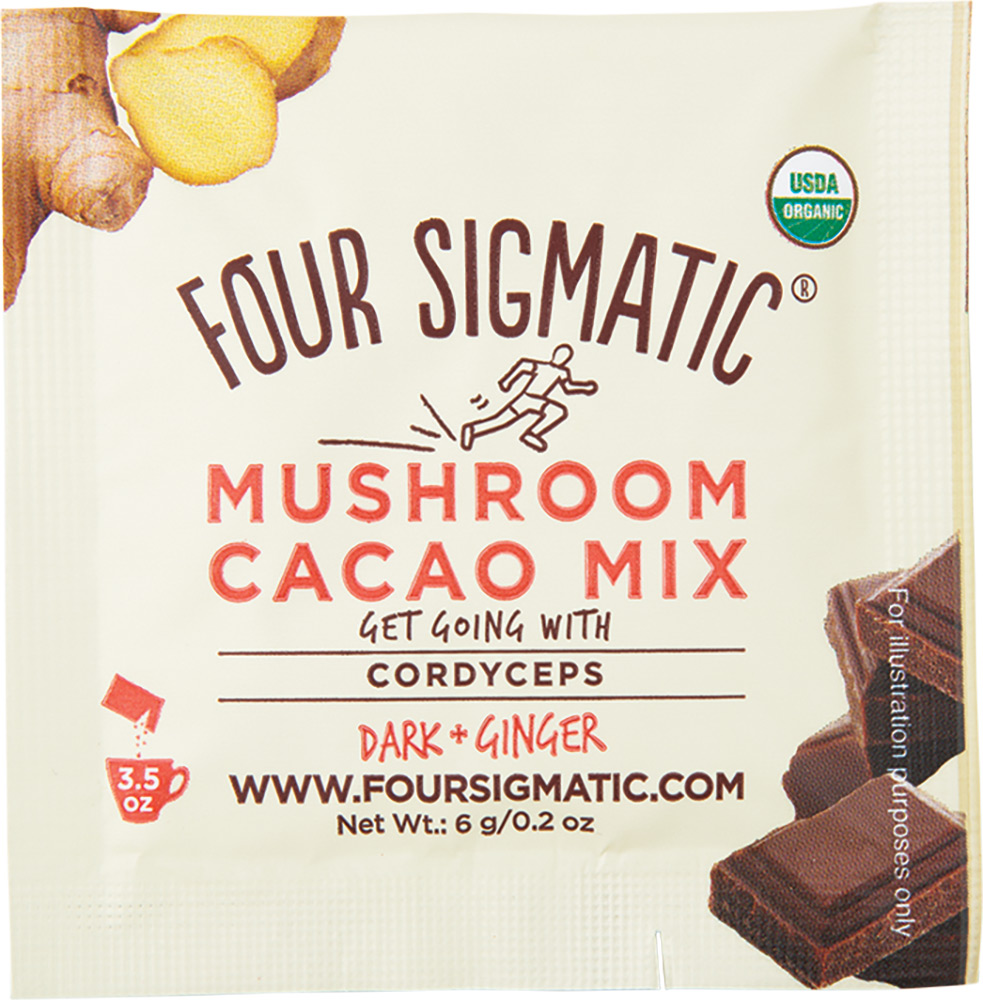 USDA
ORGANIC
FOUR SIGMATIC®
MUSHROOM
CACAO MIX
GET GOING WITH
CORDYCEPS
DARK + GINGER
3.5
OZ
WWW.FOURSIGMATIC.COM
Net Wt.: 6 g/0.2 oz
For illustration purposes only